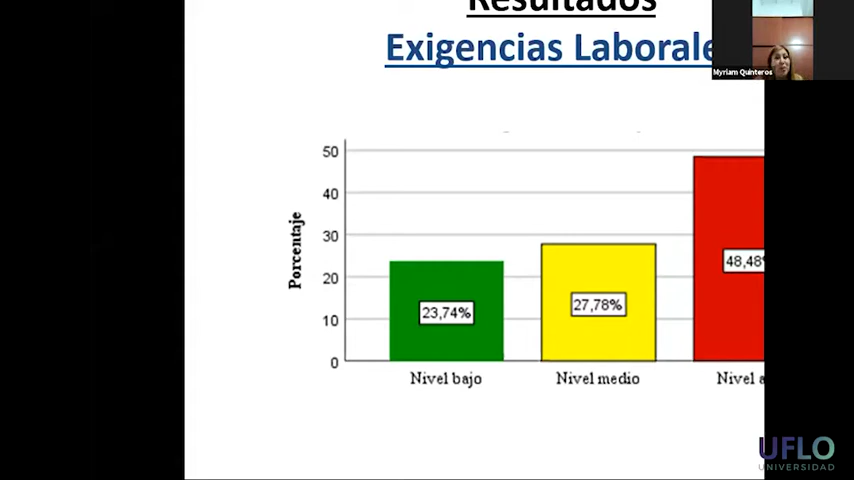 Resultados
Exigencias Laborale
Myriam Quinteros
50
40
30
20
10
0
Porcentaje
23,74%
27,78%
48,48
Nivel bajo
Nivel medio
Nivel a
UFLO
UNIVERSIDAD